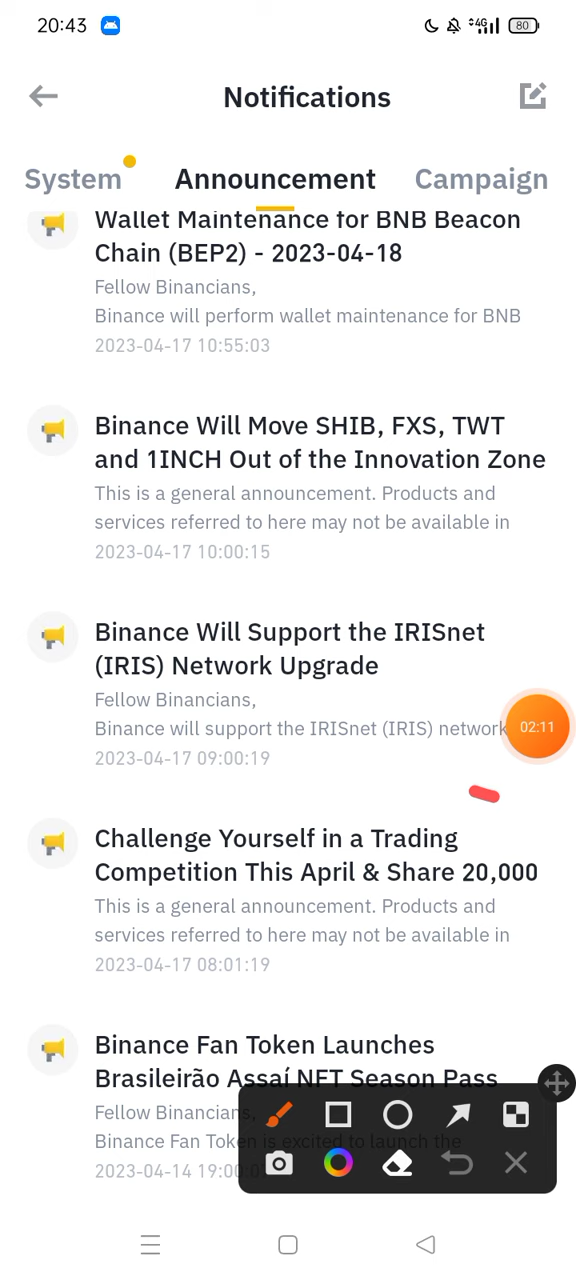 20:43
4G
80
Notifications
System
Announcement
Campaign
Wallet Maintenance for BNB Beacon
Chain (BEP2) - 2023-04-18
Fellow Binancians,
Binance will perform wallet maintenance for BNB
2023-04-17 10:55:03
Binance Will Move SHIB, FXS, TWT
and 1INCH Out of the Innovation Zone
This is a general announcement. Products and
services referred to here may not be available in
2023-04-17 10:00:15
Binance Will Support the IRISnet
(IRIS) Network Upgrade
Fellow Binancians,
Binance will support the IRISnet (IRIS) network
02:11
2023-04-17 09:00:19
Challenge Yourself in a Trading
Competition This April & Share 20,000
This is a general announcement. Products and
services referred to here may not be available in
2023-04-17 08:01:19
Binance Fan Token Launches
Brasileirão Assaí NFT Season Pass
Fellow Binancians,
Binance Fan Token is excited to launch the
2023-04-14 19:00:0